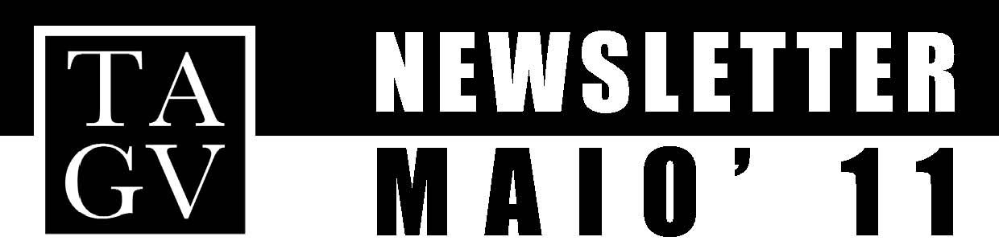 TA
GV
NEWSLETTER
MAIO’ 11